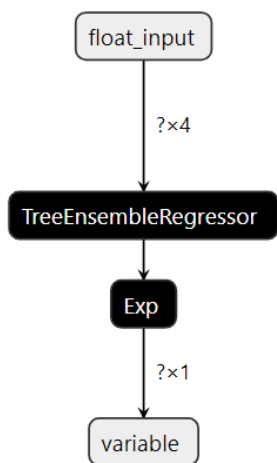 float_input
?×4
TreeEnsembleRegressor
Exp
?×1
variable